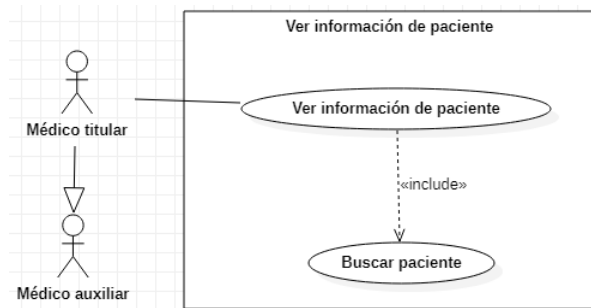 Ver información de paciente
Ver información de paciente
Médico titular
«include»
Buscar paciente
Médico auxiliar